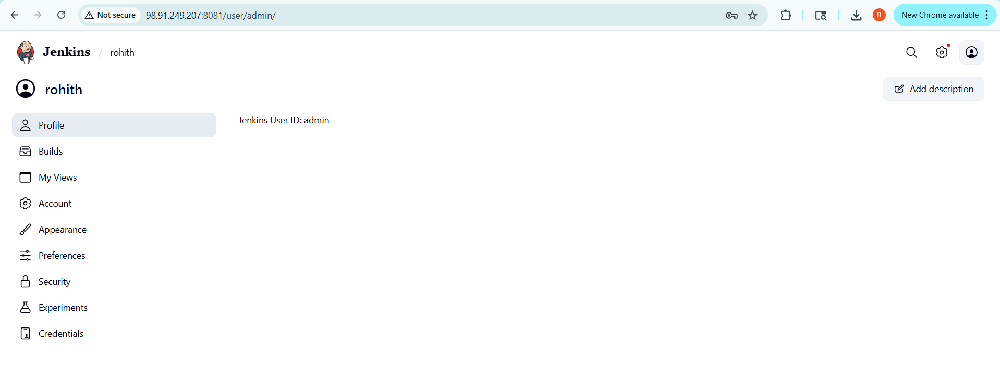 Not secure 98.91.249.207:8081/user/admin/ R New Chrome available
Jenkins / rohith
rohith
Add description
Profile
Jenkins User ID: admin
Builds
My Views
Account
Appearance
Preferences
Security
Experiments
Credentials